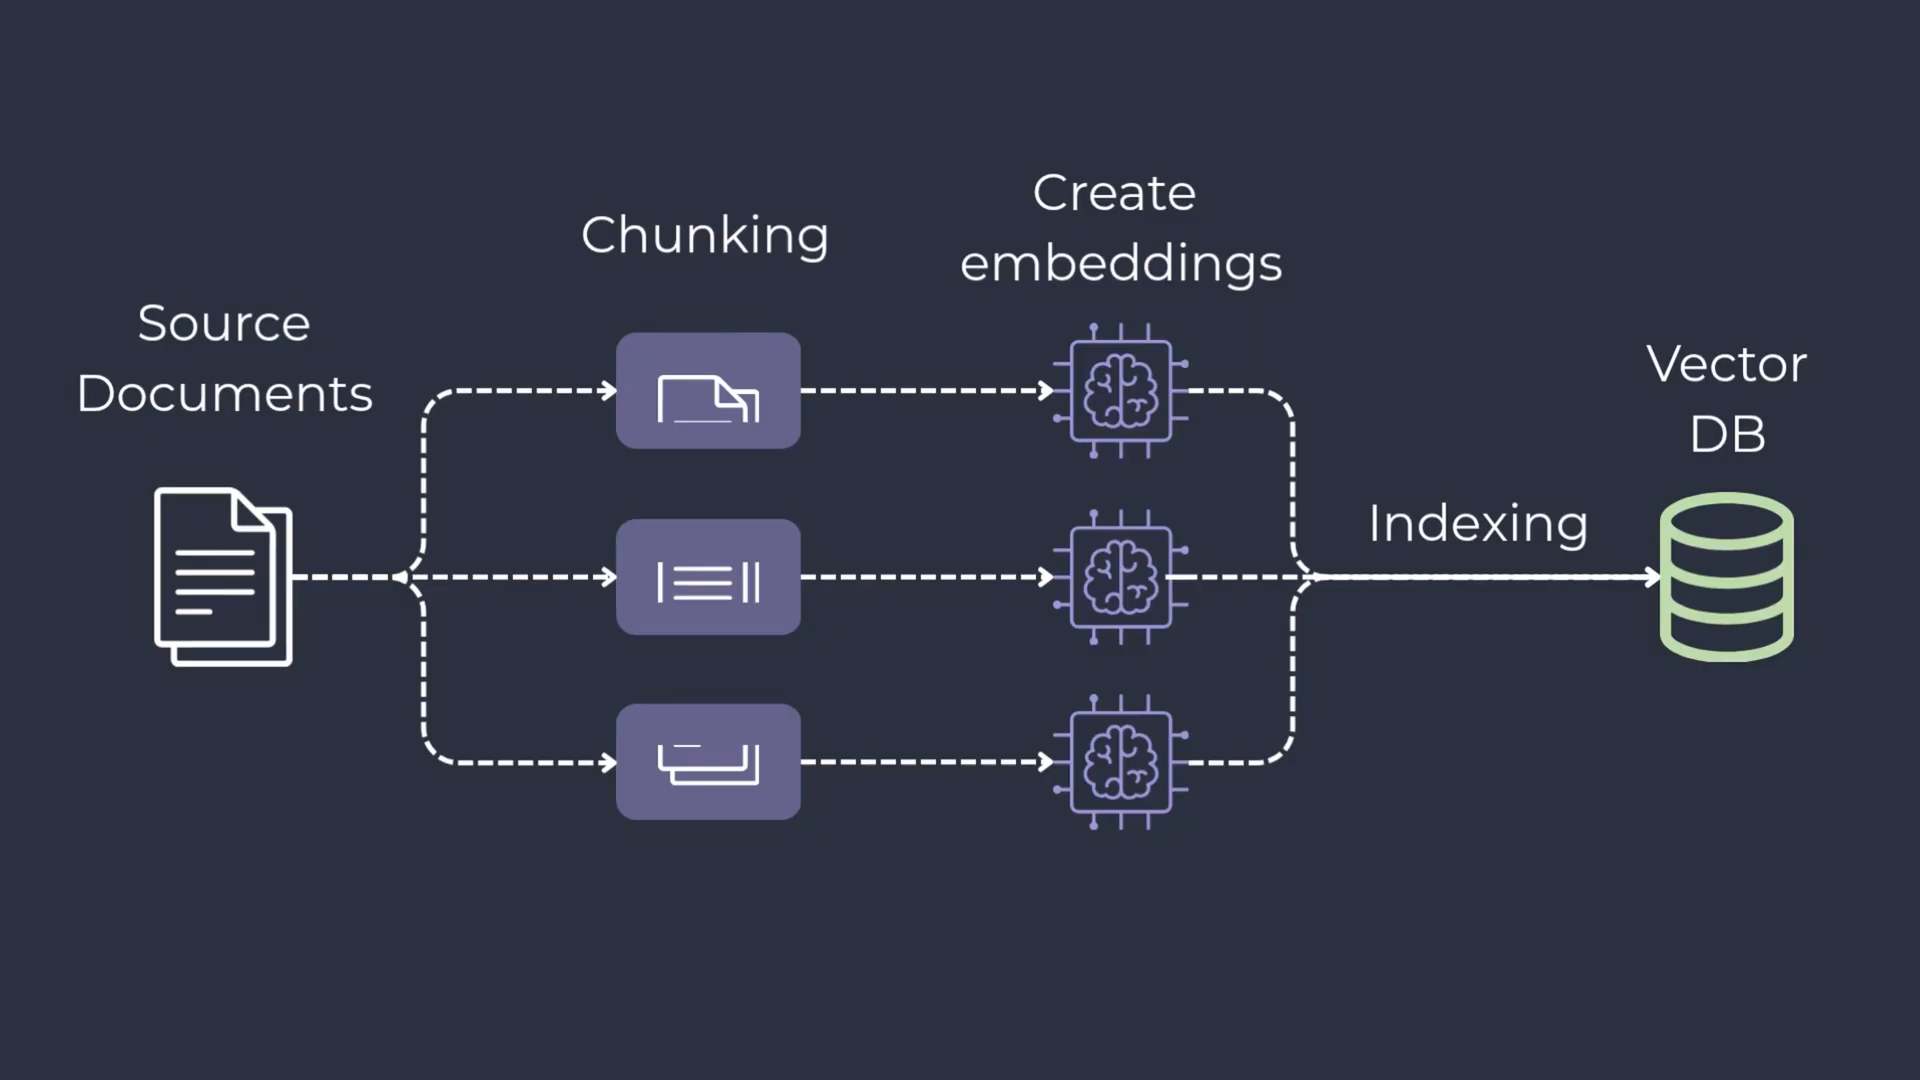 Source
Documents
Chunking
Create
embeddings
Indexing
Vector
DB